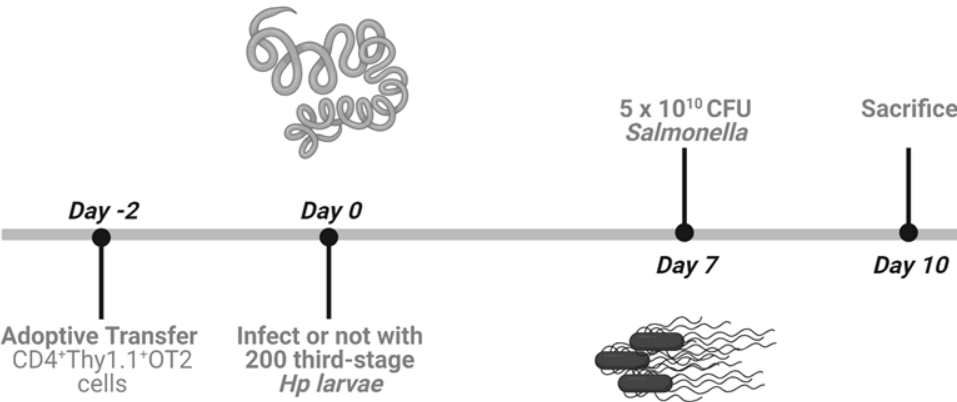 Day -2
Adoptive Transfer
CD4⁺Thy1.1⁺OT2
cells
Day 0
Infect or not with
200 third-stage
Hp larvae
5 x 10¹⁰ CFU
Salmonella
Day 7
Sacrifice
Day 10